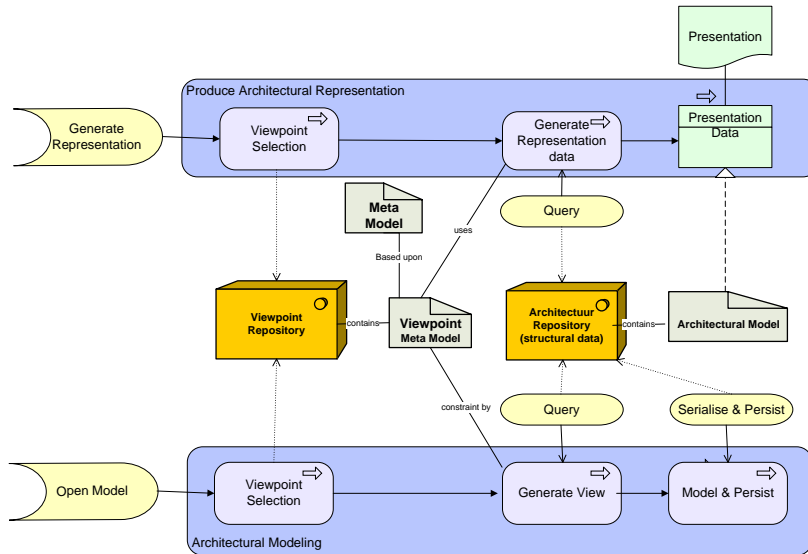 Presentation
Produce Architectural Representation
Generate
Representation
Viewpoint
Selection
Generate
Representation
data
Presentation
Data
Meta
Model
Query
uses
Based upon
Viewpoint
Repository
contains
Viewpoint
Meta Model
Architectuur
Repository
(structural data)
contains
Architectural Model
constraint by
Query
Serialise & Persist
Open Model
Viewpoint
Selection
Generate View
Model & Persist
Architectural Modeling